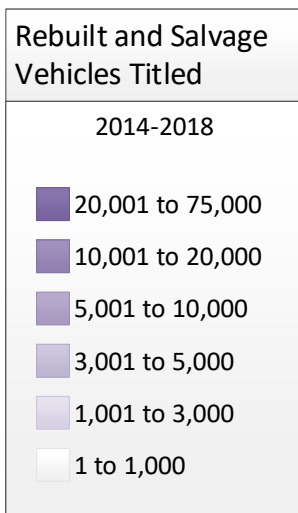 Rebuilt and Salvage
Vehicles Titled
2014-2018
20,001 to 75,000
10,001 to 20,000
5,001 to 10,000
3,001 to 5,000
1,001 to 3,000
1 to 1,000